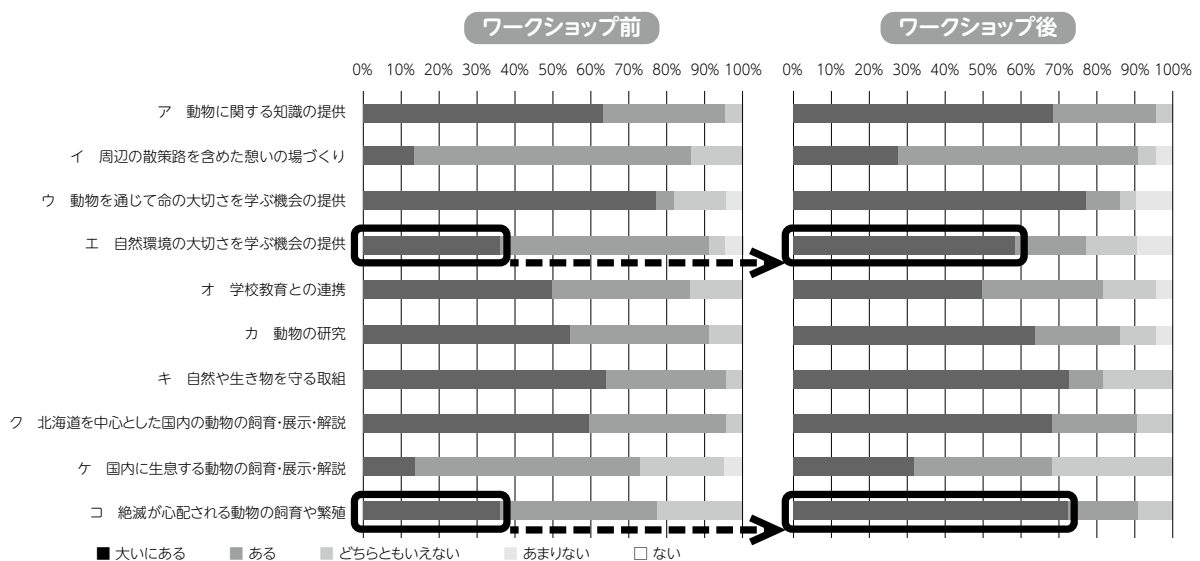 ワークショップ前
ワークショップ後
0% 10% 20% 30% 40% 50% 60% 70% 80% 90% 100%
0% 10% 20% 30% 40% 50% 60% 70% 80% 90% 100%
ア 動物に関する知識の提供
イ 周辺の散策路を含めた憩いの場づくり
ウ 動物を通じて命の大切さを学ぶ機会の提供
エ 自然環境の大切さを学ぶ機会の提供
オ 学校教育との連携
カ 動物の研究
キ 自然や生き物を守る取組
ク 北海道を中心とした国内の動物の飼育・展示・解説
ケ 国内に生息する動物の飼育・展示・解説
コ 絶滅が心配される動物の飼育や繁殖
■ 大いにある ■ ある ■ どちらともいえない ■ あまりない □ ない